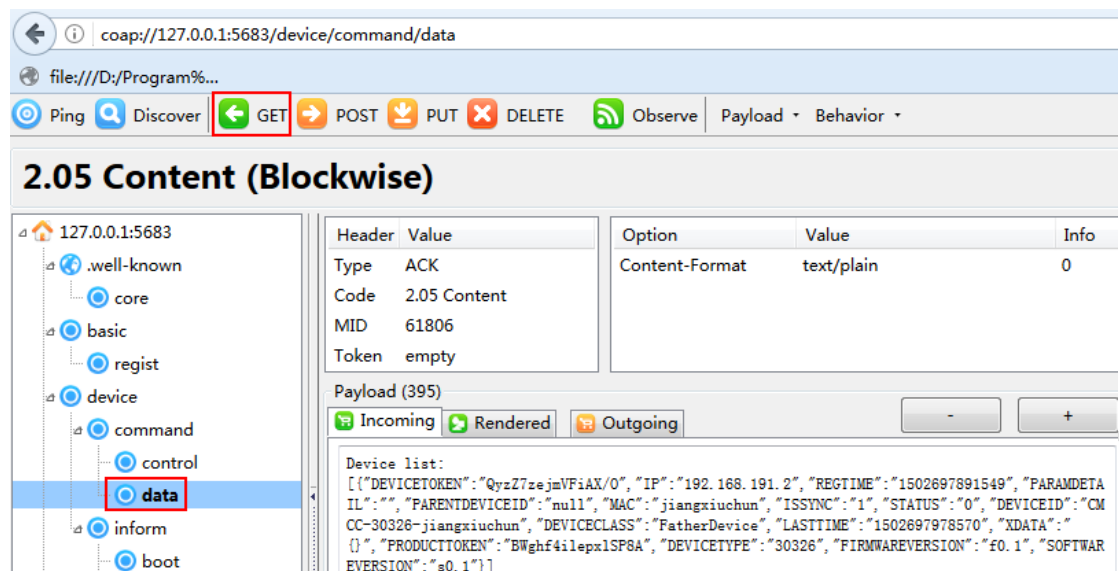 coap://127.0.0.1:5683/device/command/data
file:///D:/Program%...
Ping Discover GET POST PUT DELETE Observe Payload Behavior
2.05 Content (Blockwise)
127.0.0.1:5683
.well-known
core
basic
regist
device
command
control
data
inform
boot
Header Value
Type ACK
Code 2.05 Content
MID 61806
Token empty
Option Value Info
Content-Format text/plain 0
Payload (395)
Incoming Rendered Outgoing - +
Device list:
[{"DEVICETOKEN":"QyzZ7zejmVFiAX/0","IP":"192.168.191.2","REGTIME":"1502697891549","PARAMDETA
IL":"","PARENTDEVICEID":"null","MAC":"jiangxiuchun","ISSYNC":"1","STATUS":"0","DEVICEID":"CM
CC-30326-jiangxiuchun","DEVICECLASS":"FatherDevice","LASTTIME":"1502697978570","XDATA":"
{}","PRODUCTTOKEN":"BWghf4ilepxlSP8A","DEVICETYPE":"30326","FIRMWAREVERSION":"f0.1","SOFTWAR
EVERSION":"s0.1"}]